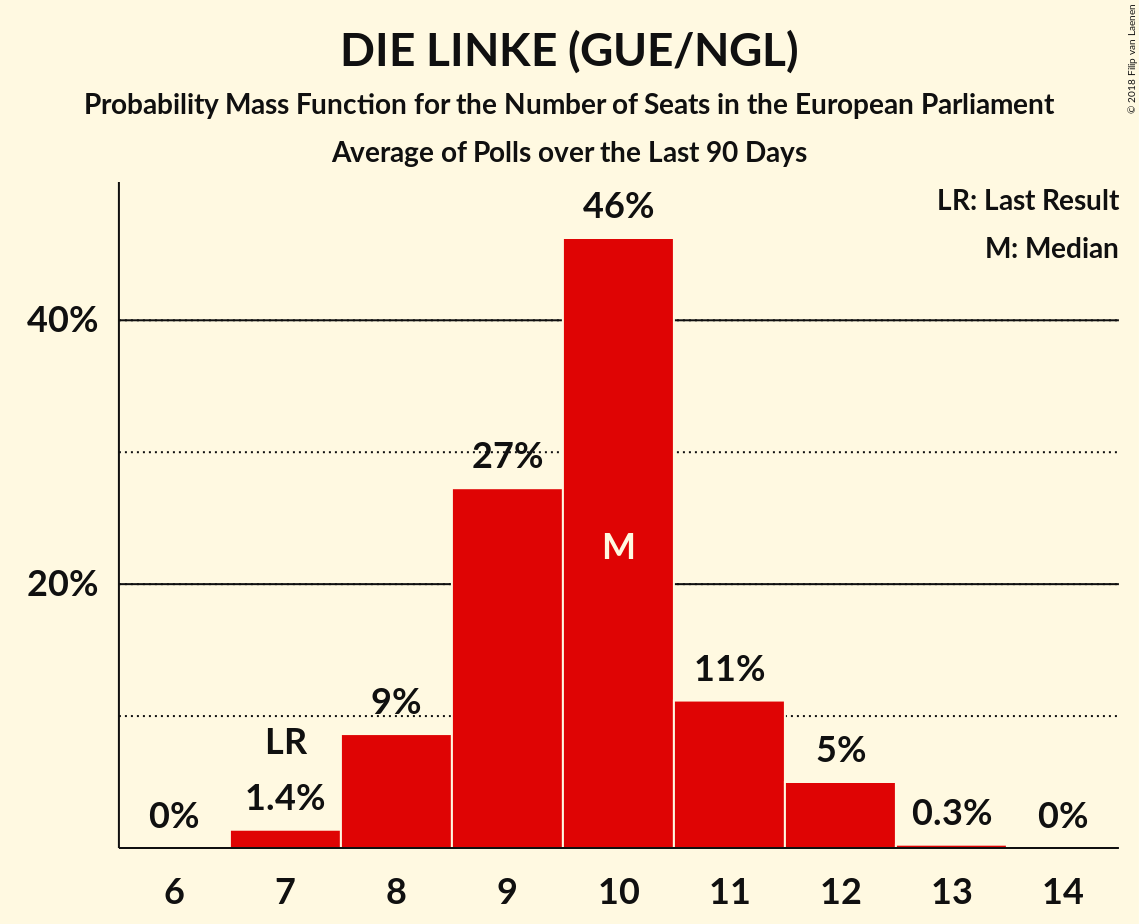 DIE LINKE (GUE/NGL)
Probability Mass Function for the Number of Seats in the European Parliament
Average of Polls over the Last 90 Days
© 2018 Filip van Laenen
LR: Last Result
M: Median
40%
20%
0%
LR
1.4%
9%
27%
46%
M
11%
5%
0.3%
0%
6 7 8 9 10 11 12 13 14